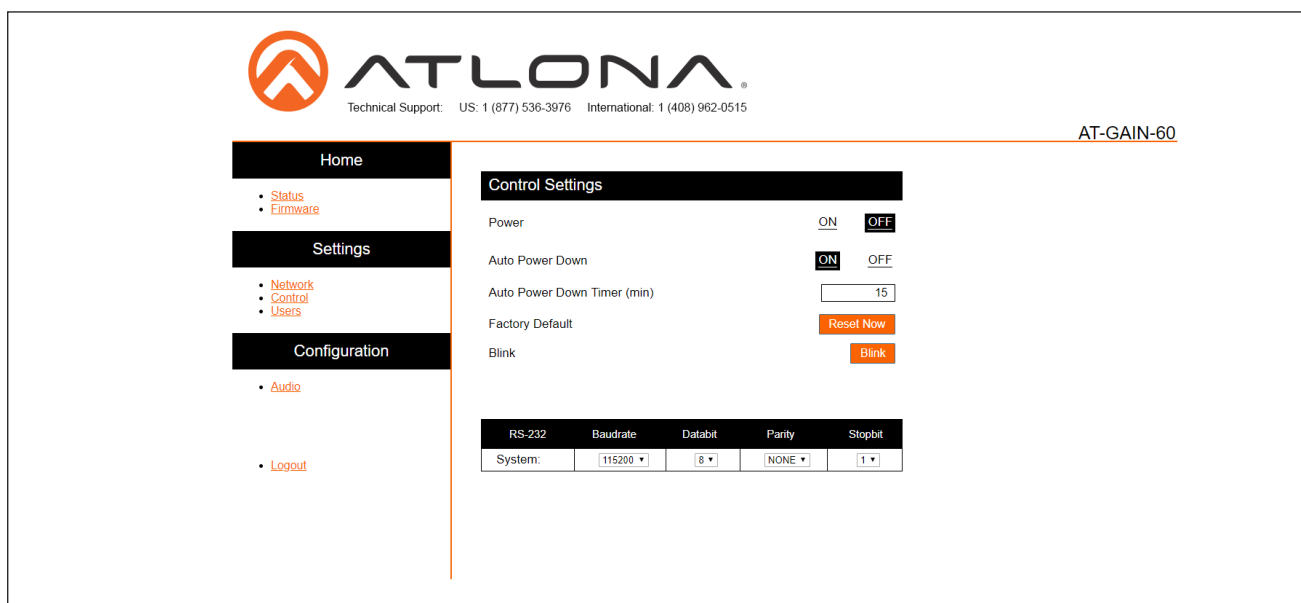 ATLONA®
Technical Support: US: 1 (877) 536-3976 International: 1 (408) 962-0515
AT-GAIN-60
Home
Status
Firmware
Settings
Network
Control
Users
Configuration
Audio
Logout
Control Settings
Power ON OFF
Auto Power Down ON OFF
Auto Power Down Timer (min) 15
Factory Default Reset Now
Blink Blink
RS-232 Baudrate Databit Parity Stopbit
System: 115200 8 NONE 1